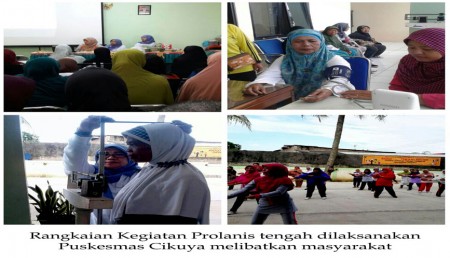 Rangkaian Kegiatan Prolanis tengah dilaksanakan
Puskesmas Cikuya melibatkan masyarakat